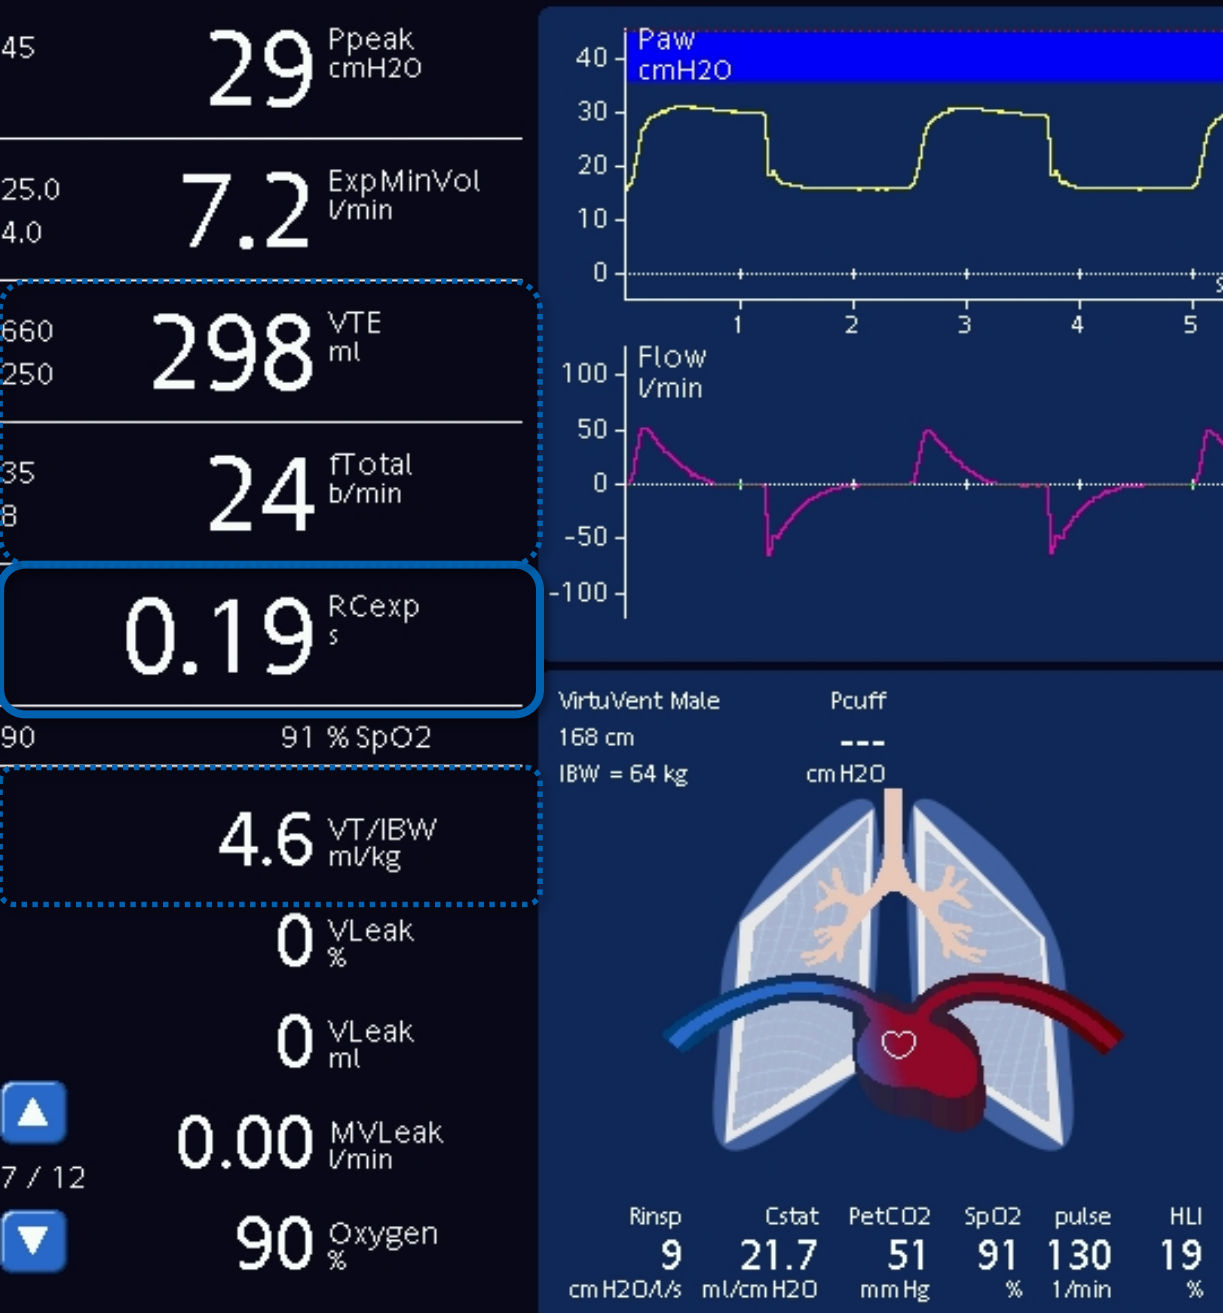 45
29 Ppeak
cmH2O
25.0
4.0
7.2 ExpMinVol
l/min
660
250
298 VTE
ml
35
8
24 fTotal
b/min
0.19 RCexp
s
90
91 % SpO2
4.6 VT/IBW
ml/kg
0 VLeak
%
0 VLeak
ml
0.00 MVLeak
l/min
7 / 12
90 Oxygen
%
Paw
cmH2O
40
30
20
10
0
s
1 2 3 4 5
Flow
l/min
100
50
0
-50
-100
VirtuVent Male
168 cm
IBW = 64 kg
Pcuff
---
cmH2O
Rinsp Cstat PetCO2 SpO2 pulse HLI
9 21.7 51 91 130 19
cmH2O/l/s ml/cmH2O mmHg % 1/min %